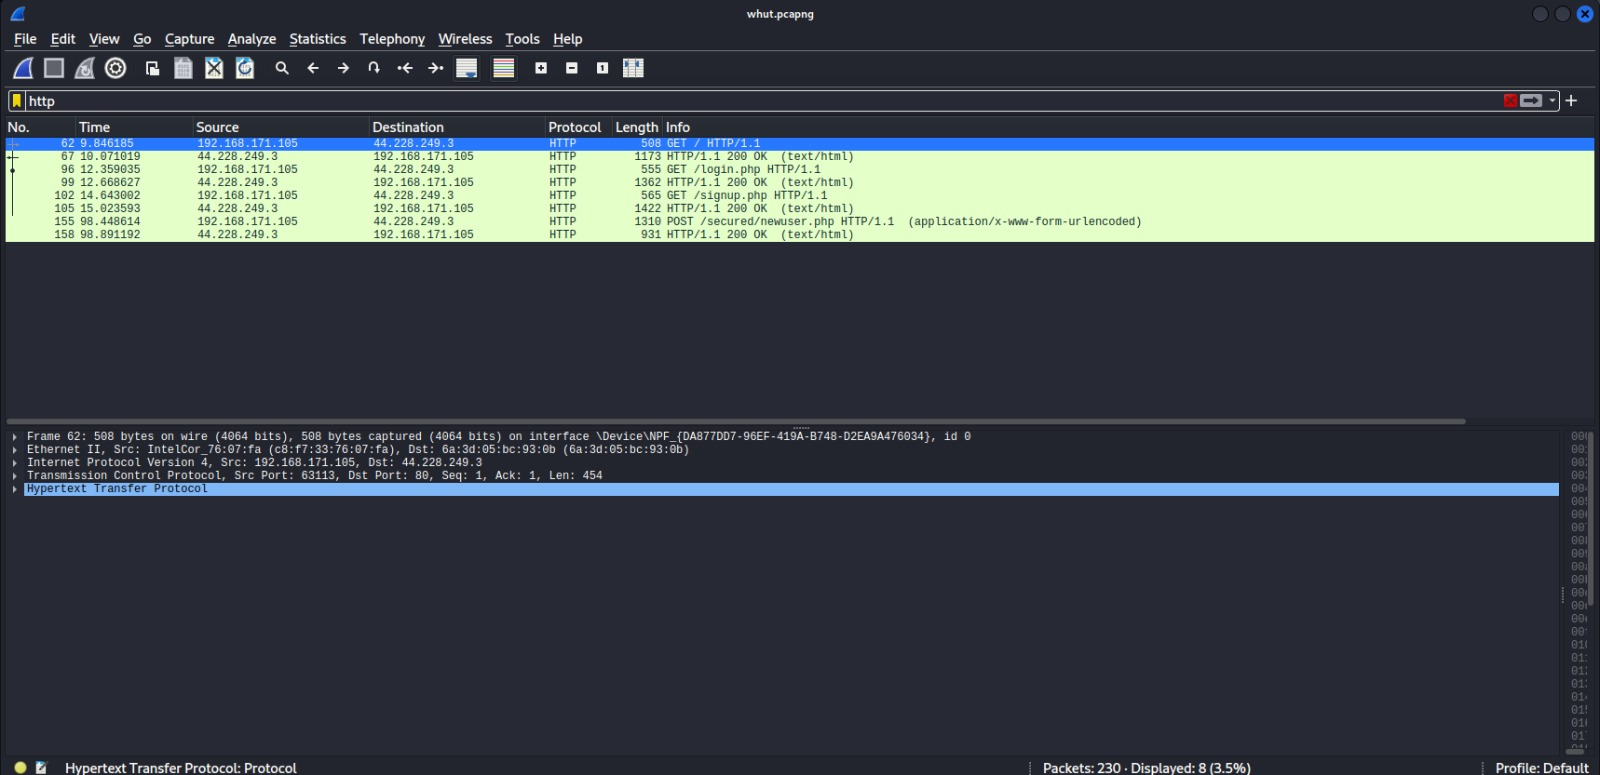 whut.pcapng
File Edit View Go Capture Analyze Statistics Telephony Wireless Tools Help
http
No. Time Source Destination Protocol Length Info
62 9.846185 192.168.171.105 44.228.249.3 HTTP 508 GET / HTTP/1.1
67 10.071019 44.228.249.3 192.168.171.105 HTTP 1173 HTTP/1.1 200 OK (text/html)
96 12.359035 192.168.171.105 44.228.249.3 HTTP 555 GET /login.php HTTP/1.1
99 12.668627 44.228.249.3 192.168.171.105 HTTP 1362 HTTP/1.1 200 OK (text/html)
102 14.643002 192.168.171.105 44.228.249.3 HTTP 565 GET /signup.php HTTP/1.1
105 15.023593 44.228.249.3 192.168.171.105 HTTP 1422 HTTP/1.1 200 OK (text/html)
155 98.448614 192.168.171.105 44.228.249.3 HTTP 1310 POST /secured/newuser.php HTTP/1.1 (application/x-www-form-urlencoded)
158 98.891192 44.228.249.3 192.168.171.105 HTTP 931 HTTP/1.1 200 OK (text/html)
Frame 62: 508 bytes on wire (4064 bits), 508 bytes captured (4064 bits) on interface \Device\NPF_{DA877DD7-96EF-419A-B748-D2EA9A476034}, id 0
Ethernet II, Src: IntelCor_76:07:fa (c8:f7:33:76:07:fa), Dst: 6a:3d:05:bc:93:0b (6a:3d:05:bc:93:0b)
Internet Protocol Version 4, Src: 192.168.171.105, Dst: 44.228.249.3
Transmission Control Protocol, Src Port: 63113, Dst Port: 80, Seq: 1, Ack: 1, Len: 454
Hypertext Transfer Protocol
Hypertext Transfer Protocol: Protocol
Packets: 230 · Displayed: 8 (3.5%)
Profile: Default